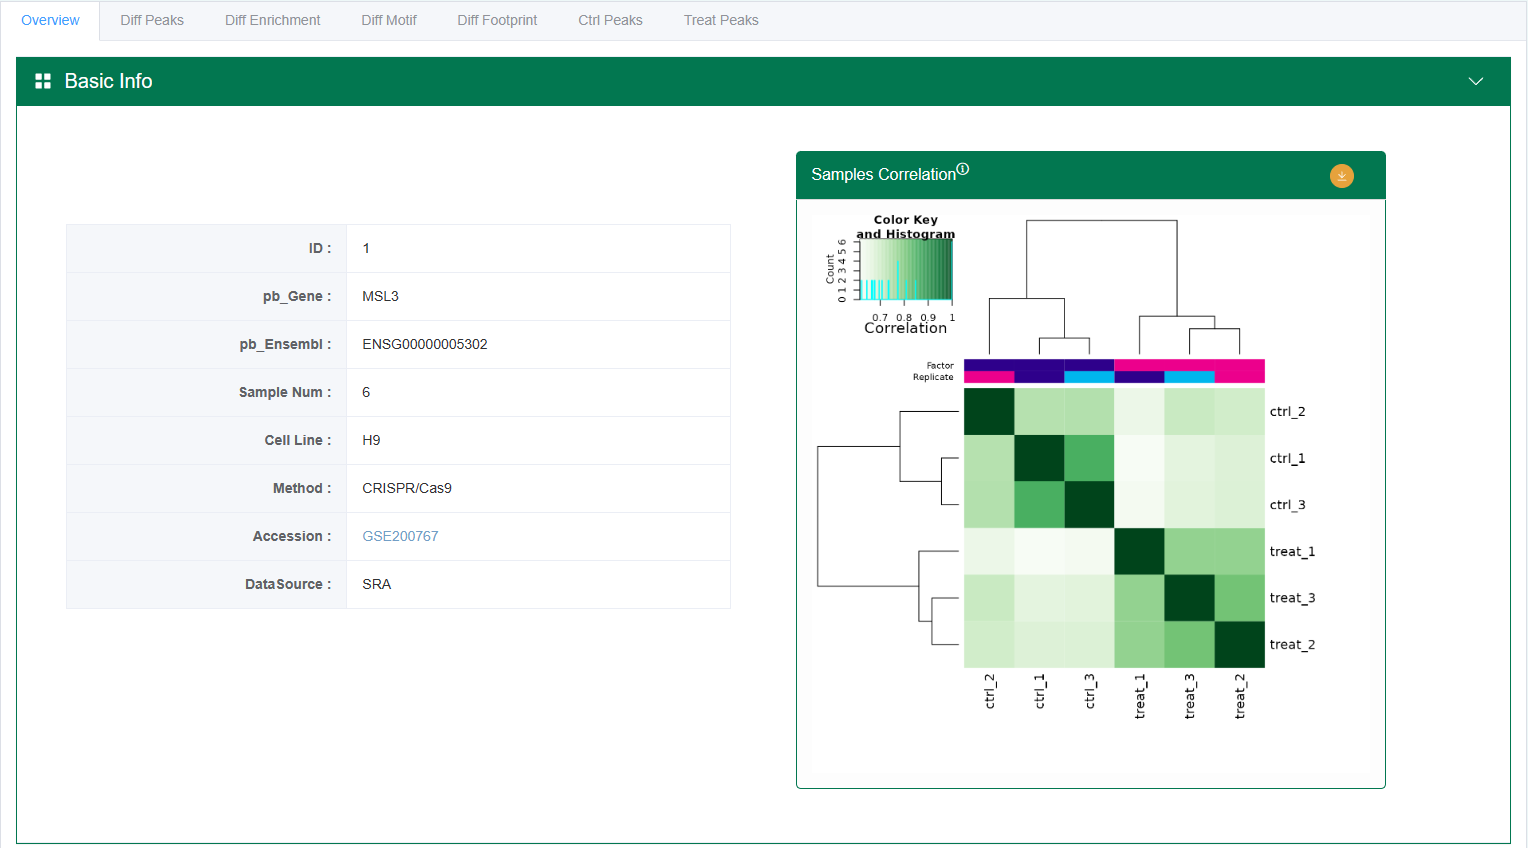 Overview Diff Peaks Diff Enrichment Diff Motif Diff Footprint Ctrl Peaks Treat Peaks
Basic Info
ID : 1
pb_Gene : MSL3
pb_Ensembl : ENSG00000005302
Sample Num : 6
Cell Line : H9
Method : CRISPR/Cas9
Accession : GSE200767
DataSource : SRA
Samples Correlation
Color Key
and Histogram
Count
0 1 2 3 4 5 6
0.7 0.8 0.9 1
Correlation
Factor
Replicate
ctrl_2
ctrl_1
ctrl_3
treat_1
treat_3
treat_2
ctrl_2 ctrl_1 ctrl_3 treat_1 treat_3 treat_2